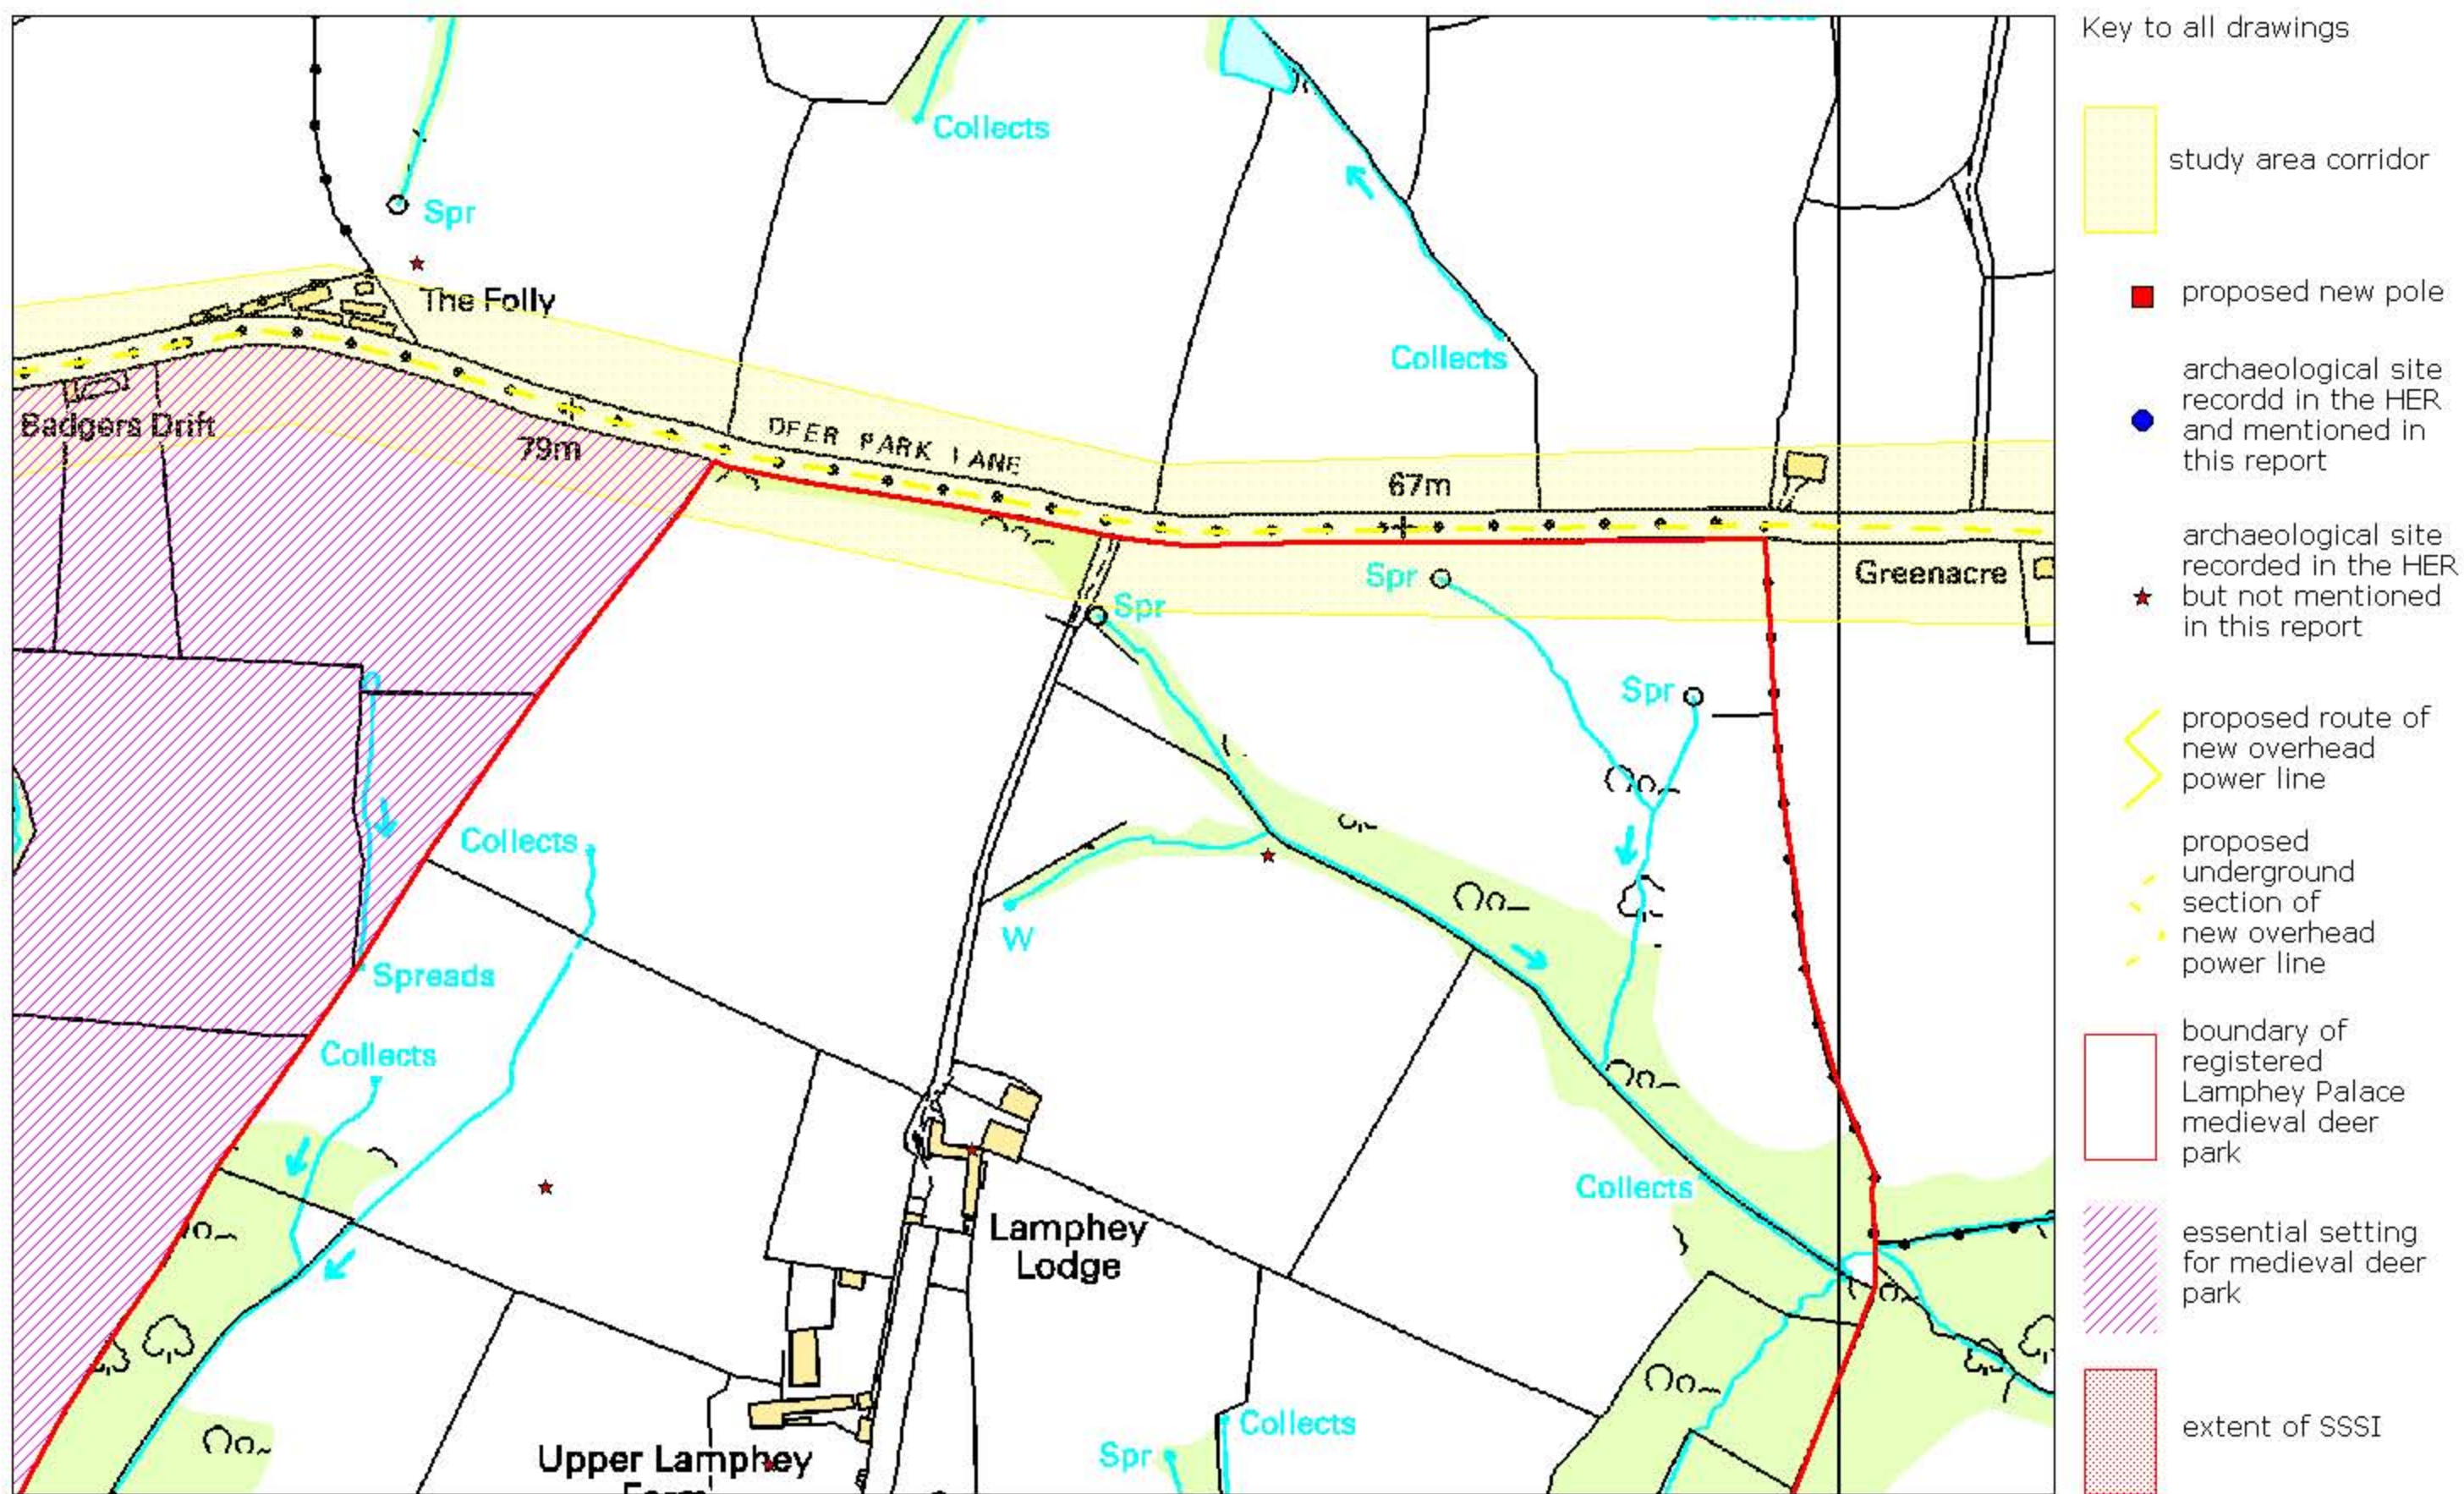 Key to all drawings
study area corridor
proposed new pole
archaeological site
recordd in the HER
and mentioned in
this report
archaeological site
recorded in the HER
but not mentioned
in this report
proposed route of
new overhead
power line
proposed
underground
section of
new overhead
power line
boundary of
registered
Lamphey Palace
medieval deer
park
essential setting
for medieval deer
park
extent of SSSI
Collects
Spr
The Folly
Collects
Badgers Drift
79m
DEER PARK LANE
67m
Spr
Greenacre
Spr
Spr
Collects
W
Spreads
Collects
Collects
Lamphey
Lodge
Collects
Spr
Upper Lamphey
Farm